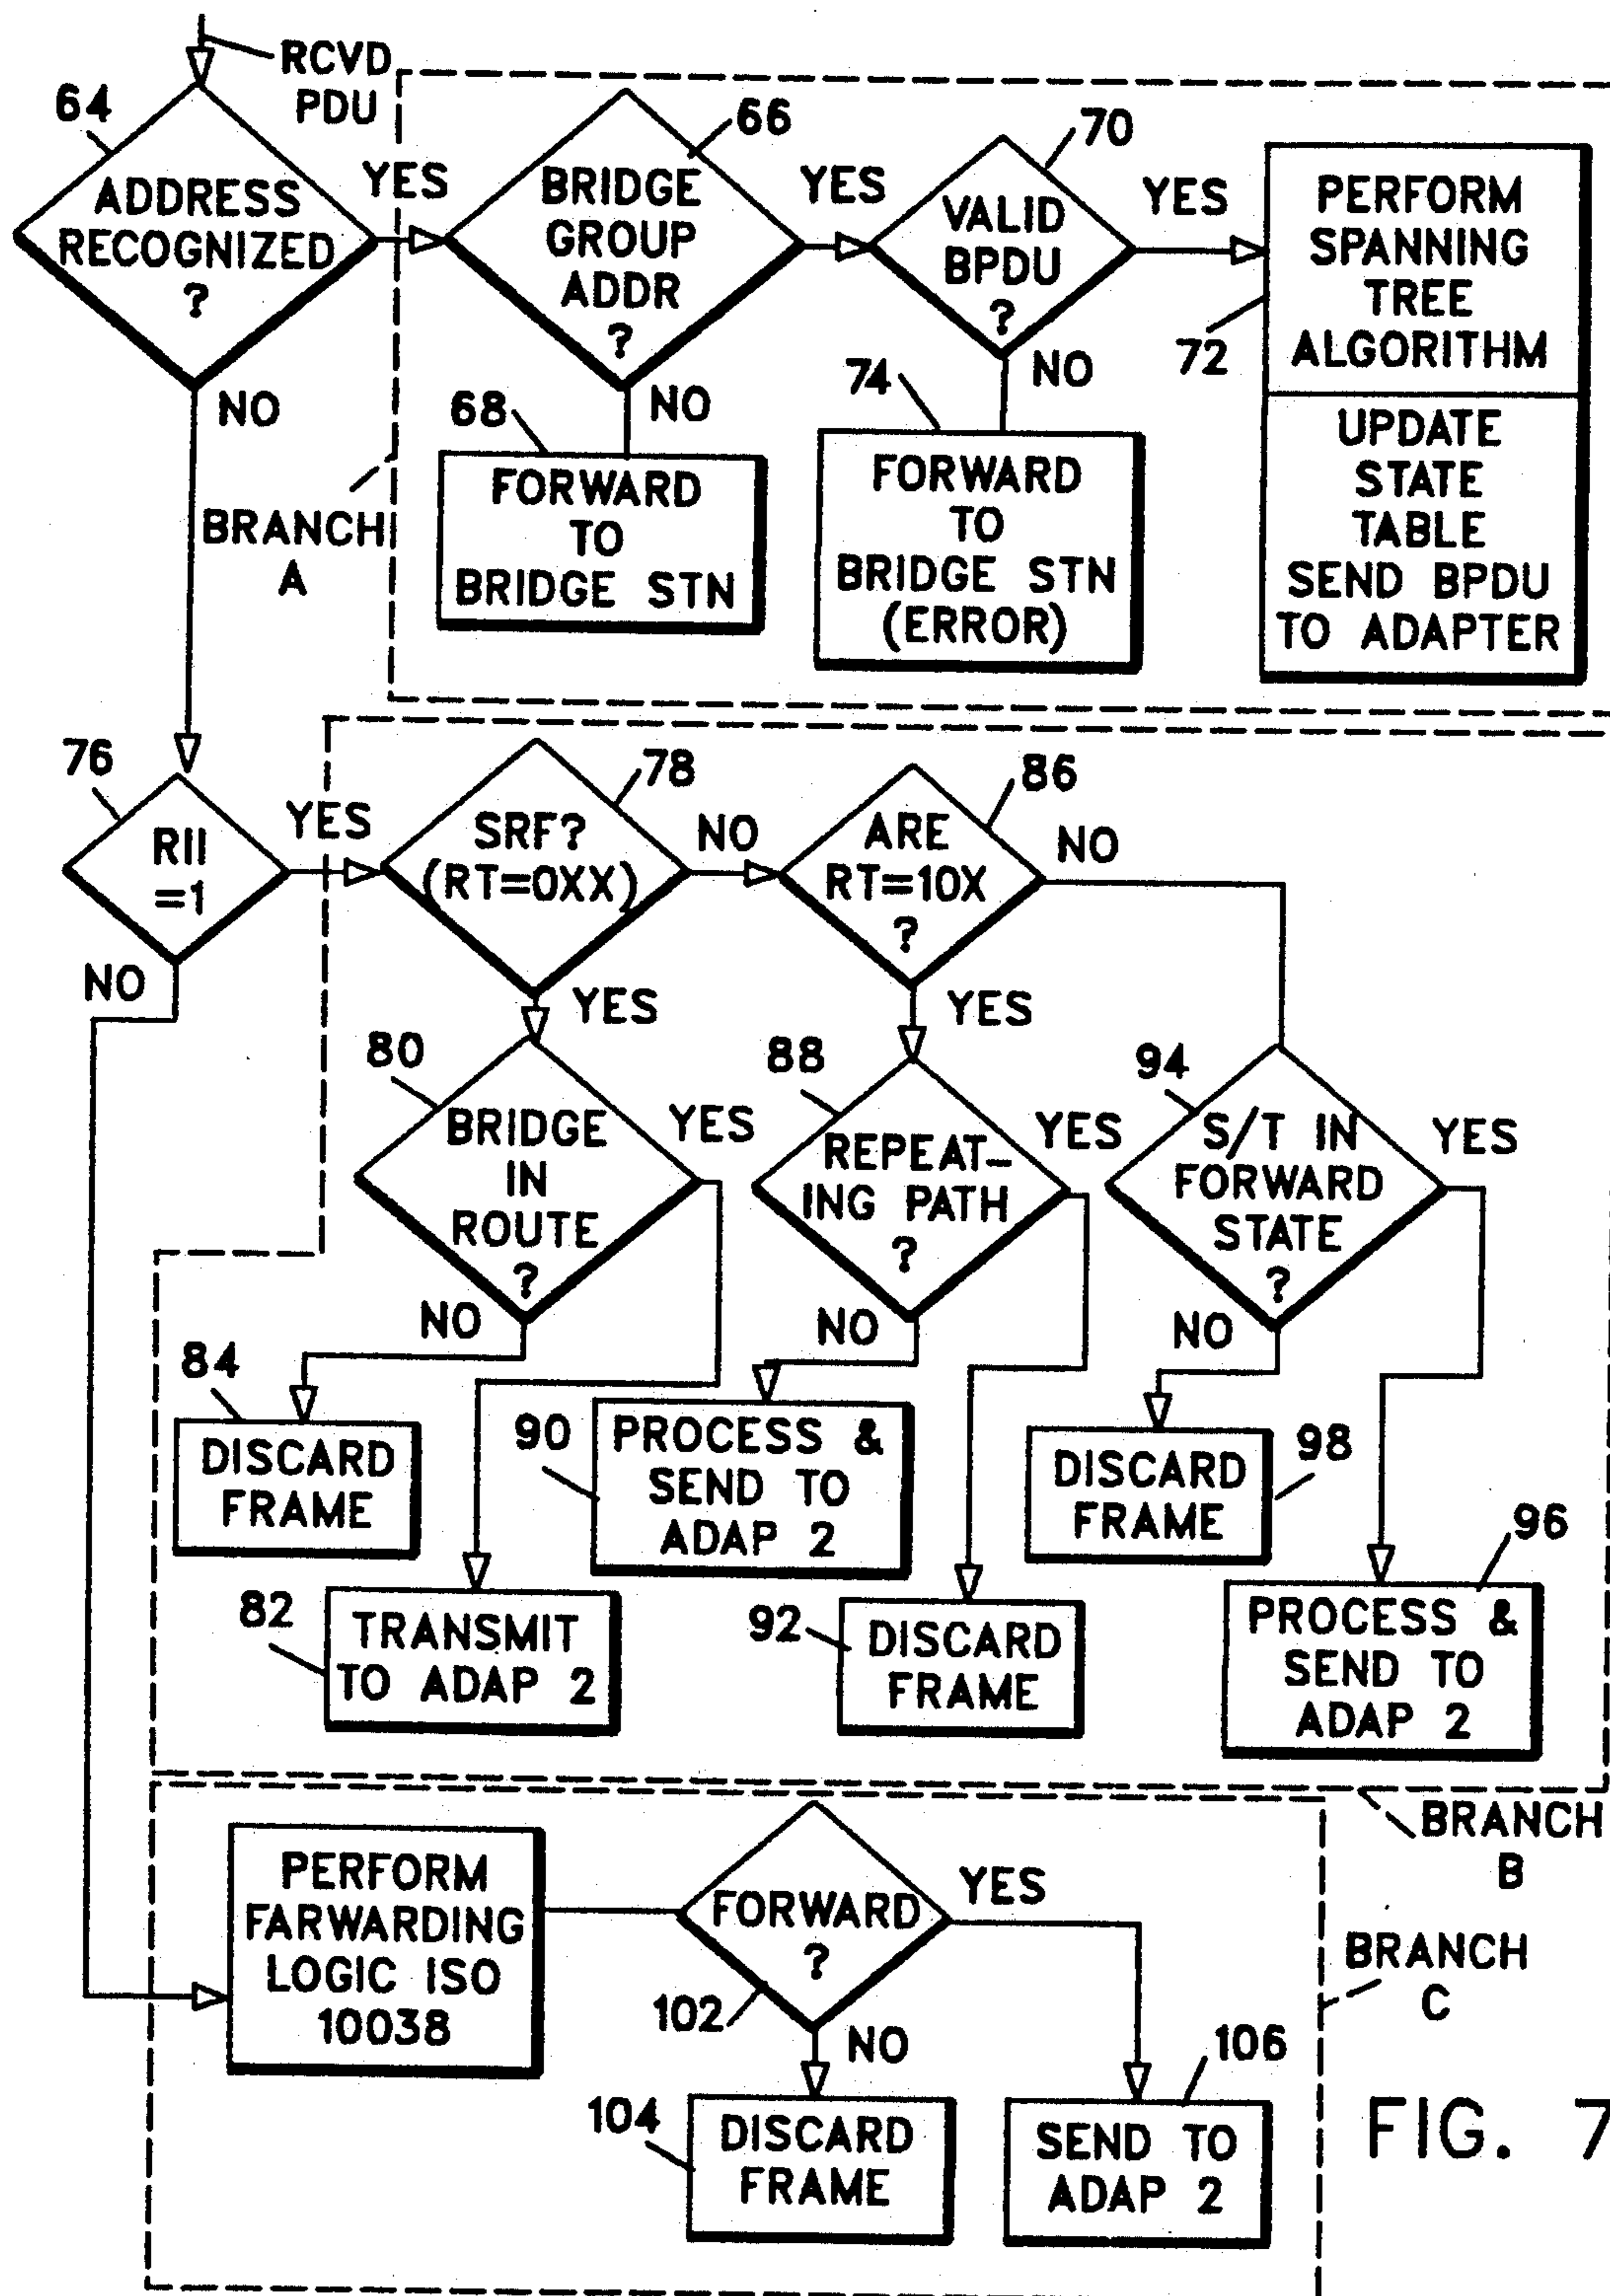 RCVD
PDU
64
ADDRESS
RECOGNIZED
?
YES
NO
66
BRIDGE
GROUP
ADDR
?
YES
NO
70
VALID
BPDU
?
YES
NO
72
PERFORM
SPANNING
TREE
ALGORITHM
UPDATE
STATE
TABLE
SEND BPDU
TO ADAPTER
68
FORWARD
TO
BRIDGE STN
74
FORWARD
TO
BRIDGE STN
(ERROR)
BRANCH
A
76
RII
=1
YES
NO
78
SRF?
(RT=0XX)
NO
YES
86
ARE
RT=10X
?
NO
YES
80
BRIDGE
IN
ROUTE
?
YES
NO
88
REPEAT-
ING PATH
?
YES
NO
94
S/T IN
FORWARD
STATE
?
YES
NO
84
DISCARD
FRAME
90
PROCESS &
SEND TO
ADAP 2
98
DISCARD
FRAME
82
TRANSMIT
TO ADAP 2
92
DISCARD
FRAME
96
PROCESS &
SEND TO
ADAP 2
BRANCH
B
PERFORM
FARWARDING
LOGIC ISO
10038
FORWARD
?
102
YES
NO
BRANCH
C
104
DISCARD
FRAME
106
SEND TO
ADAP 2
FIG. 7